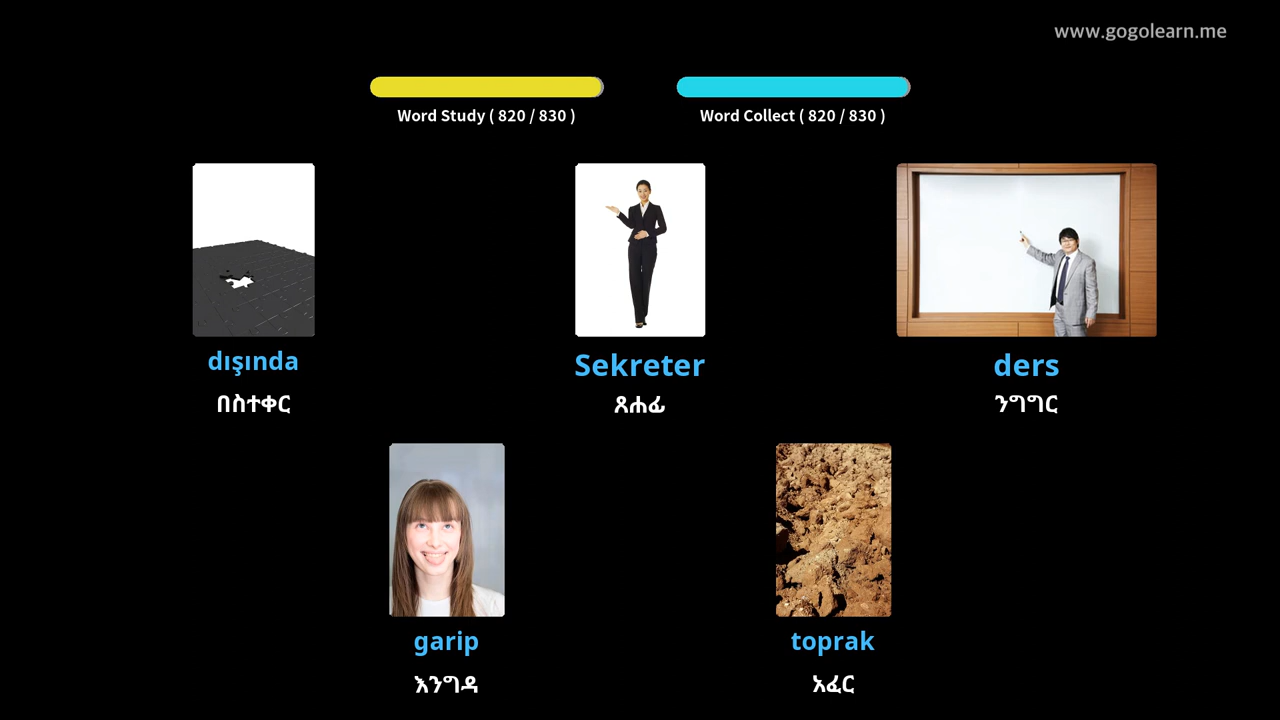 www.gogolearn.me
Word Study ( 820 / 830 )
Word Collect ( 820 / 830 )
dışında
በስተቀር
Sekreter
ጸሐፊ
ders
ንግግር
garip
እንግዳ
toprak
አፈር